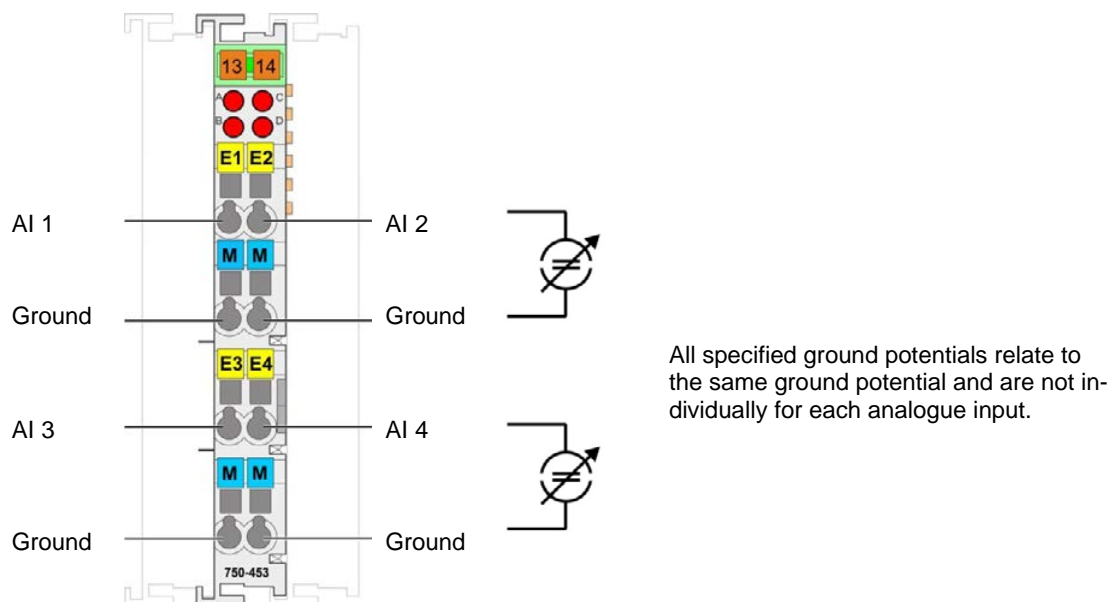 13 14
A C
B D
E1 E2
AI 1 AI 2
M M
Ground Ground
All specified ground potentials relate to
the same ground potential and are not in-
dividually for each analogue input.
E3 E4
AI 3 AI 4
M M
Ground Ground
750-453